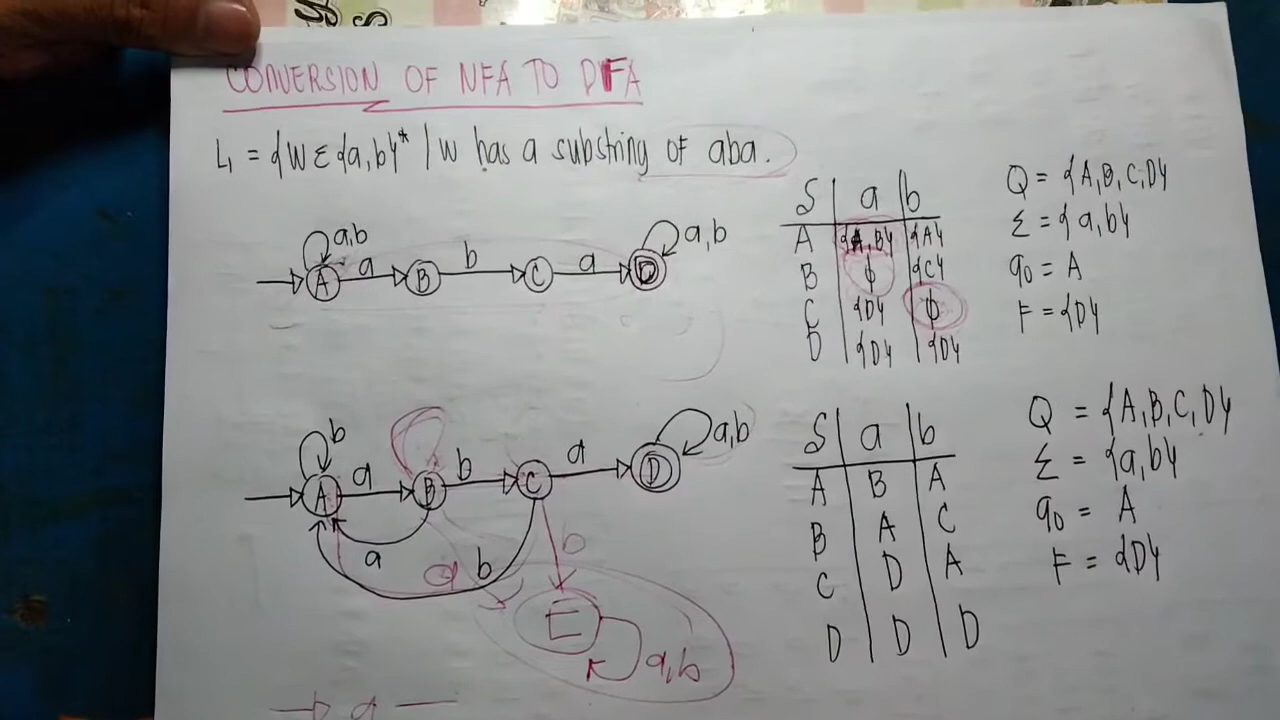 CONVERSION OF NFA TO DFA
L₁ = {W Σ {a,b}* / W has a substring of aba.
a,b
a,b
A a B b C a D
S a b
A {A,B} {A}
B ϕ {C}
C {D} ϕ
D {D} {D}
Q = {A,B,C,D}
Σ = {a,b}
q₀ = A
F = {D}
b
a,b
A a B b C a D
a
a b
b
E
a,b
a
S a b
A B A
B A C
C D A
D D D
Q = {A,B,C,D}
Σ = {a,b}
q₀ = A
F = {D}